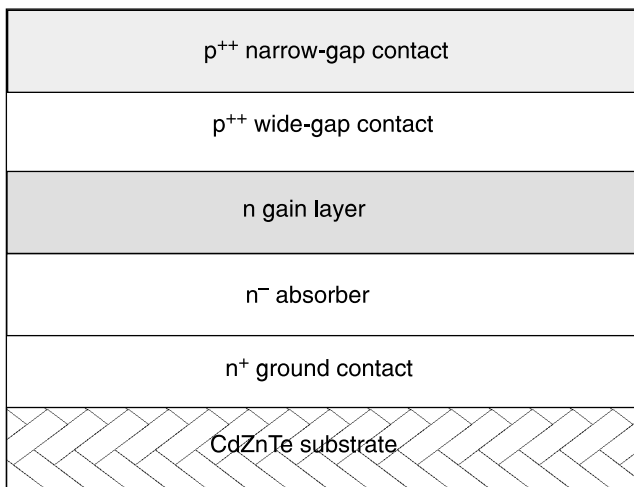 p⁺⁺ narrow-gap contact
p⁺⁺ wide-gap contact
n gain layer
n⁻ absorber
n⁺ ground contact
CdZnTe substrate